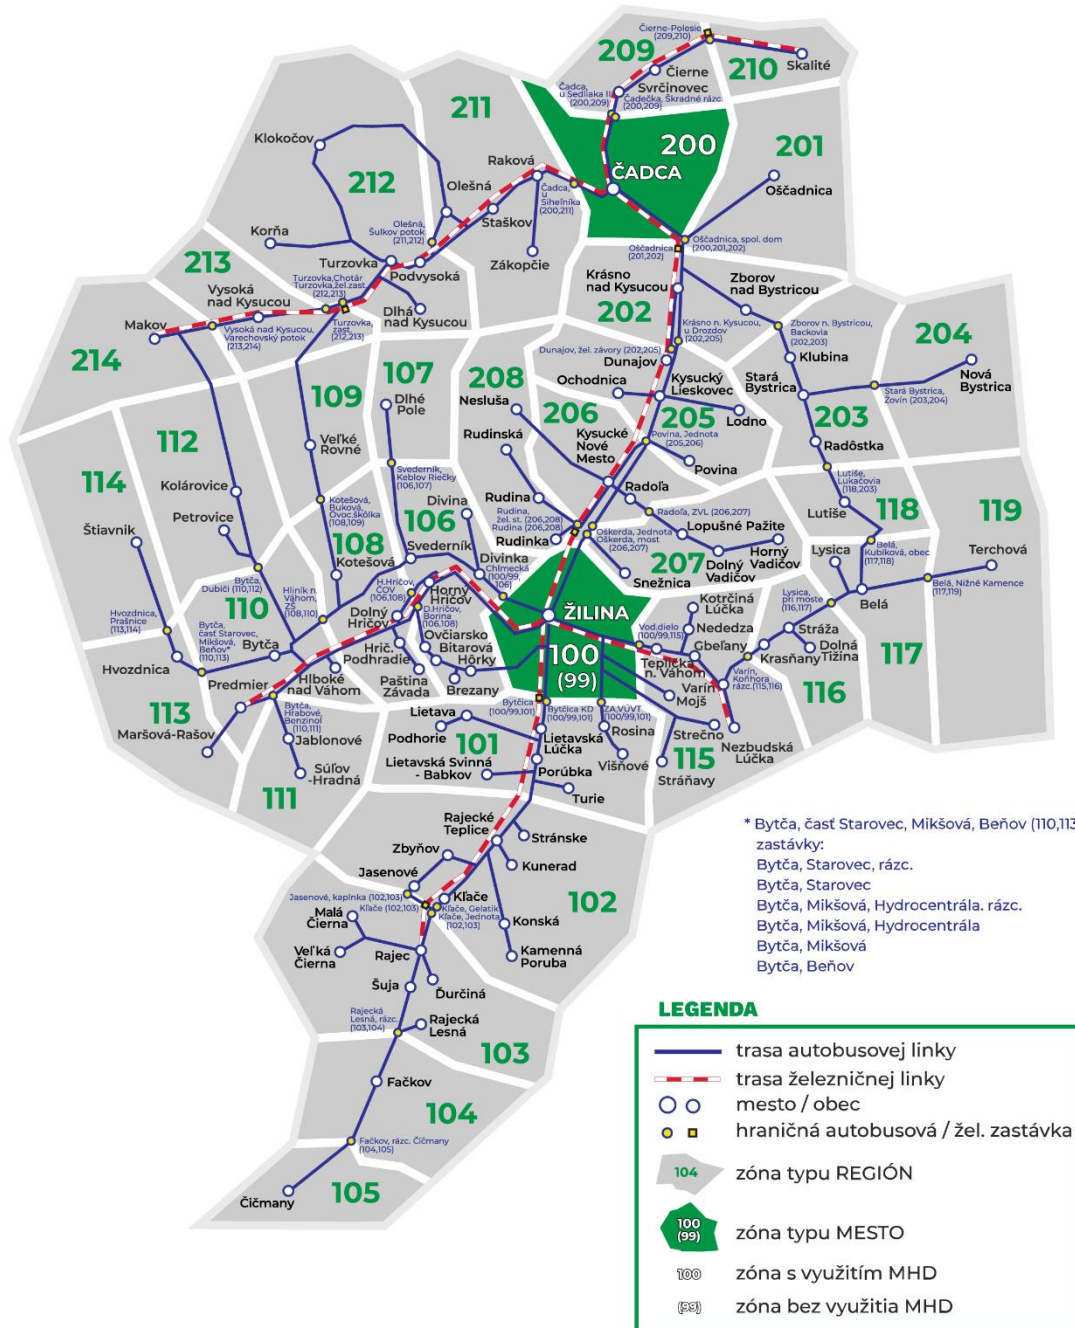 Čierne-Polesie
(209,210)
209
Čierne
210
Skalité
Svrčinovec
Čadca,
u Sedliaka II
(200,209)
Čadečka, Škradné rázc.
(200,209)
211
200
ČADCA
201
Oščadnica
Klokočov
212
Raková
Olešná
Čadca,
u
Siheľníka
(200,211)
Staškov
Olešná,
Šulkov potok
(211,212)
Zákopčie
Oščadnica, spol. dom
(200,201,202)
Oščadnica
(201,202)
Korňa
Turzovka
Podvysoká
213
Vysoká
nad Kysucou
Turzovka,Chotár
Turzovka,žel.zast.
(212,213)
Dlhá
nad Kysucou
Krásno
nad Kysucou
Zborov
nad Bystricou
202
Makov
Vysoká nad Kysucou,
Varechovský potok
(213,214)
Turzovka,
zast.
(212,213)
214
Krásno n. Kysucou,
u Drozdov
(202,205)
Zborov n. Bystricou,
Backovia
(202,203)
204
Dunajov, žel. závory (202,205)
Dunajov
Klubina
Nová
Bystrica
107
Dlhé
Pole
109
208
Nesluša
Ochodnica
Kysucký
Lieskovec
Stará
Bystrica
Stará Bystrica,
Zovín (203,204)
206
205
Lodno
203
112
Veľké
Rovné
Rudinská
Kysucké
Nové
Mesto
Povina, Jednota
(205,206)
Radôstka
114
Kolárovice
Svederník,
Keblov Riečky
(106,107)
Povina
Lutiše,
Lukačovia
(118,203)
Divina
Rudina
Radoľa
Kotešová,
Buková,
Ovoc.škôlka
(108,109)
Petrovice
Štiavnik
106
Rudina,
žel. st. (206,208)
Rudina (206,208)
Radoľa, ZVL (206,207)
Lutiše
118
119
Rudinka
Oškerda, Jednota
Oškerda, most
(206,207)
Lopušné Pažite
Belá,
Kubíková, obec
(117,118)
Terchová
108
Kotešová
Svederník
Divinka
207
Dolný
Vadičov
Horný
Vadičov
Lysica
Chlmecká
(100/99,
106)
Snežnica
Bytča,
Dubičí (110,112)
Hliník n.
Váhom,
ZŠ
(108,110)
H.Hričov,
ČOV
(106,108)
Horný
Hričov
Belá, Nižné Kamence
(117,119)
Belá
Hvozdnica,
Prašnice
(113,114)
110
Bytča,
časť Starovec,
Mikšová,
Beňov*
(110,113)
Dolný
Hričov
D.Hričov,
Borina
(106,108)
ŽILINA
Kotrčiná
Lúčka
Lysica,
pri moste
(116,117)
Vod.dielo
(100/99,115)
Nededza
Gbeľany
Stráža
Dolná
Tižina
Krasňany
Bytča
Hrič.
Podhradie
Ovčiarsko
Bitarová
Hôrky
100
(99)
Teplička
n. Váhom
Varín,
Koňhora
rázc.(115,116)
117
Hvozdnica
Predmier
Hlboké
nad Váhom
Paština
Závada
Brezany
Varín
Mojš
116
113
Bytča,
Hrabové,
Benzinol
(110,111)
Bytčica
(100/99,101)
Bytčica KD
(100/99,101)
ZA,VÚVT
(100/99,101)
Lietava
Podhorie
101
Lietavská
Lúčka
Rosina
Strečno
Nezbudská
Lúčka
Maršová-Rašov
Jablonové
115
Lietavská Svinná
- Babkov
Višňové
Súľov
-Hradná
Porúbka
Stráňavy
111
Turie
Rajecké
Teplice
Stránske
* Bytča, časť Starovec, Mikšová, Beňov (110,113
zastávky:
Bytča, Starovec, rázc.
Bytča, Starovec
Bytča, Mikšová, Hydrocentrála. rázc.
Bytča, Mikšová, Hydrocentrála
Bytča, Mikšová
Bytča, Beňov
Zbyňov
Kunerad
Jasenové
102
Jasenové, kaplnka (102,103)
Kľače (102,103)
Kľače
Kľače, Gelatik
Kľače, Jednota
(102,103)
Malá
Čierna
Konská
Veľká
Čierna
Rajec
Kamenná
Poruba
Šuja
Ďurčiná
Rajecká
Lesná, rázc.
(103,104)
Rajecká
Lesná
103
Fačkov
104
Fačkov, rázc. Čičmany
(104,105)
105
Čičmany
LEGENDA
trasa autobusovej linky
trasa železničnej linky
mesto / obec
hraničná autobusová / žel. zastávka
104 zóna typu REGIÓN
100
(99)
zóna typu MESTO
100 zóna s využitím MHD
(99) zóna bez využitia MHD